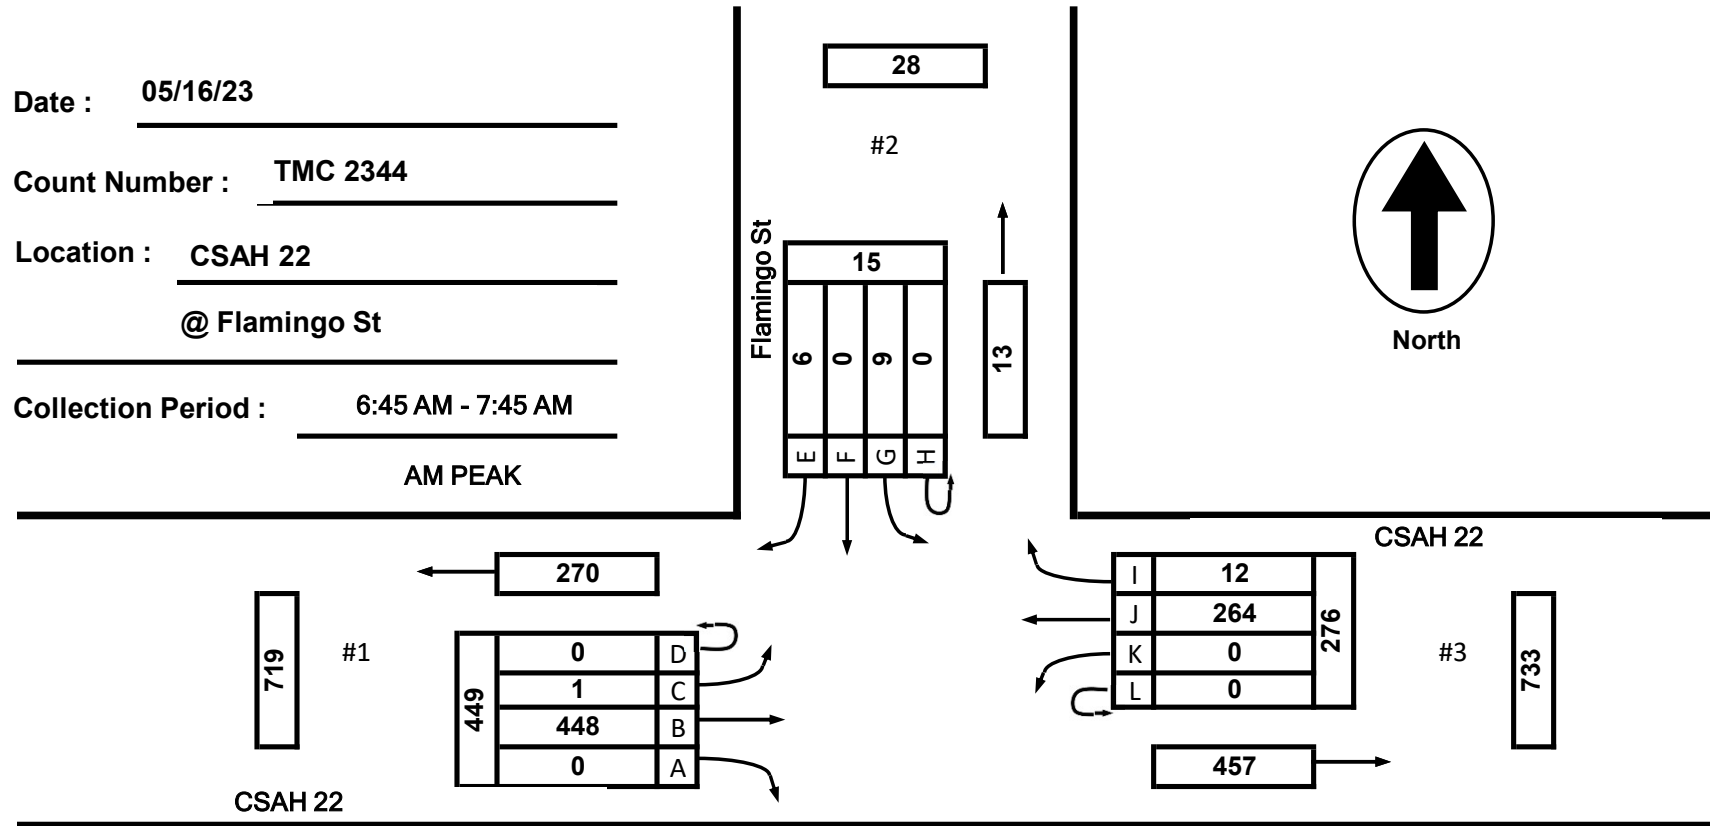 Date : 05/16/23
Count Number : TMC 2344
Location : CSAH 22
@ Flamingo St
Collection Period : 6:45 AM - 7:45 AM
AM PEAK
28
#2
Flamingo St
15
6 0 9 0
E F G H
13
North
CSAH 22
270
719
#1
449
0 D
1 C
448 B
0 A
CSAH 22
I 12
J 264
K 0
L 0
276
#3
733
457